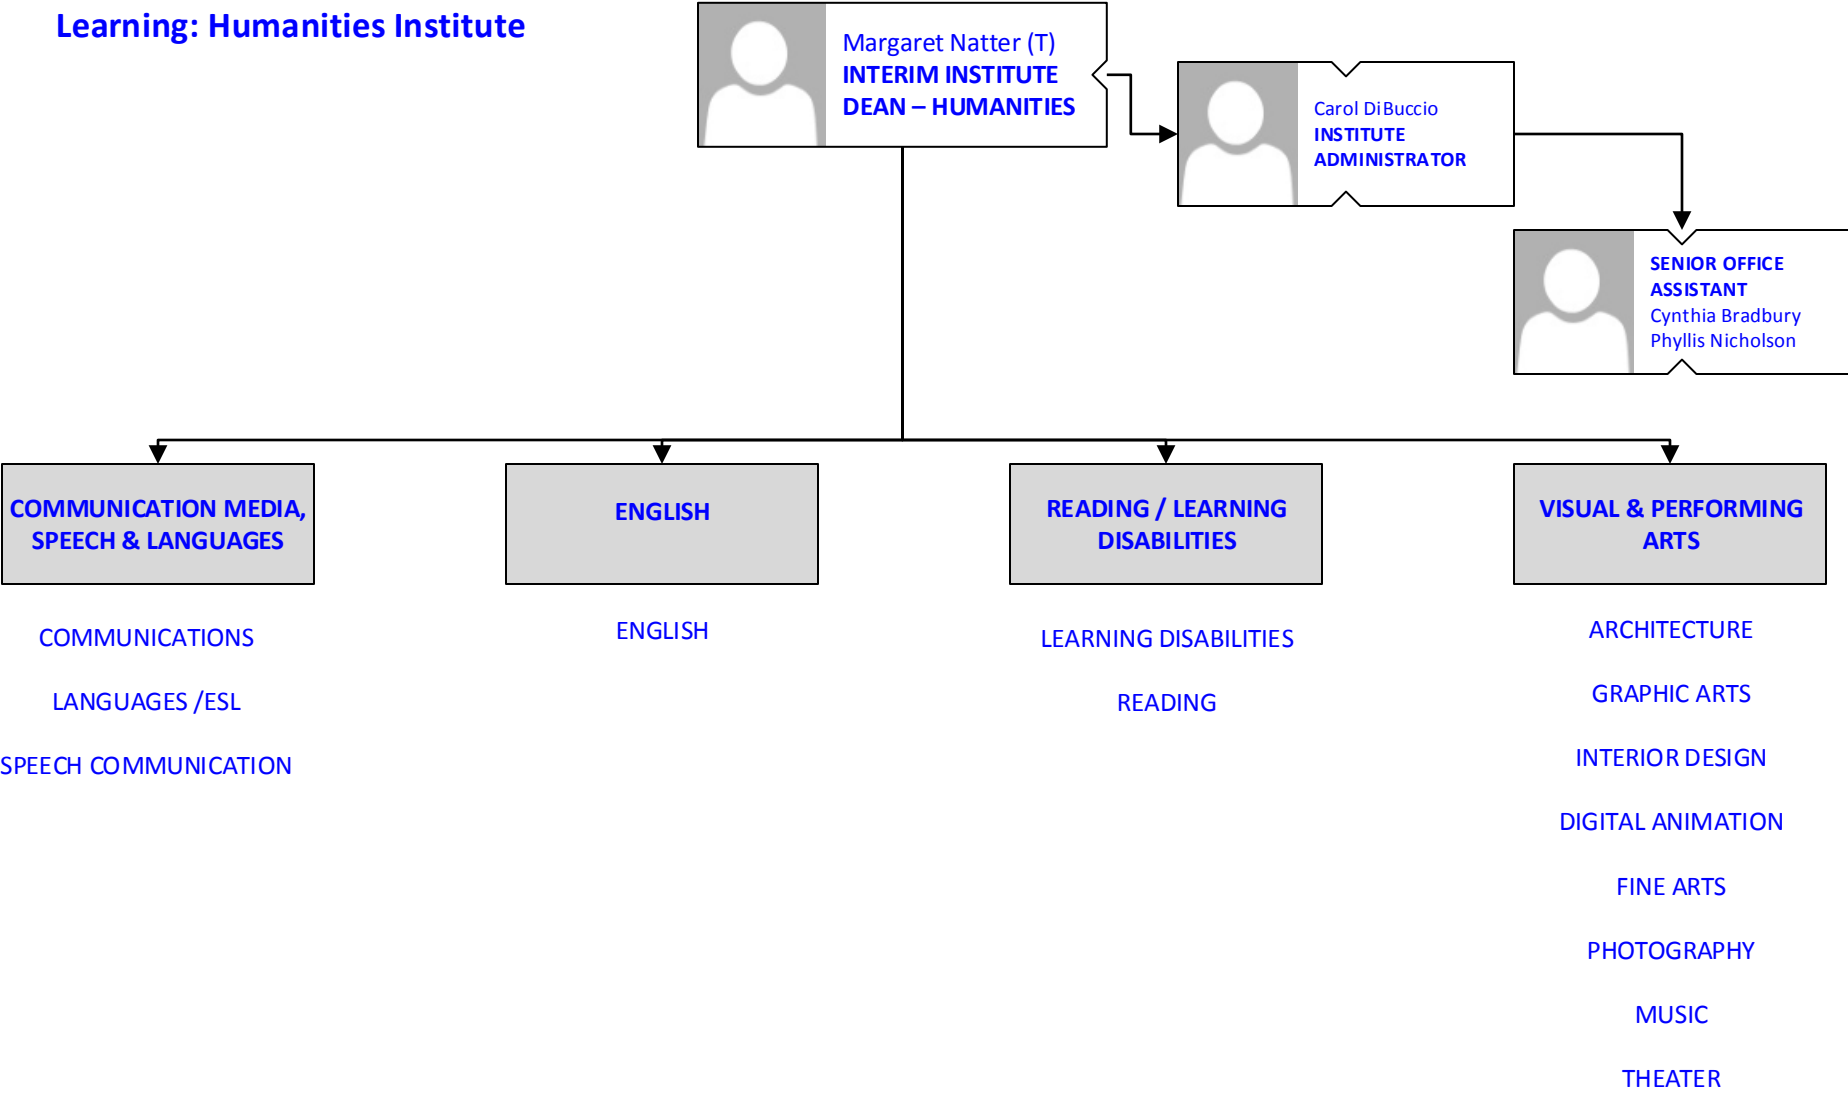 Learning: Humanities Institute
Margaret Natter (T)
INTERIM INSTITUTE
DEAN – HUMANITIES
Carol DiBuccio
INSTITUTE
ADMINISTRATOR
SENIOR OFFICE
ASSISTANT
Cynthia Bradbury
Phyllis Nicholson
COMMUNICATION MEDIA,
SPEECH & LANGUAGES
COMMUNICATIONS
LANGUAGES /ESL
SPEECH COMMUNICATION
ENGLISH
ENGLISH
READING / LEARNING
DISABILITIES
LEARNING DISABILITIES
READING
VISUAL & PERFORMING
ARTS
ARCHITECTURE
GRAPHIC ARTS
INTERIOR DESIGN
DIGITAL ANIMATION
FINE ARTS
PHOTOGRAPHY
MUSIC
THEATER